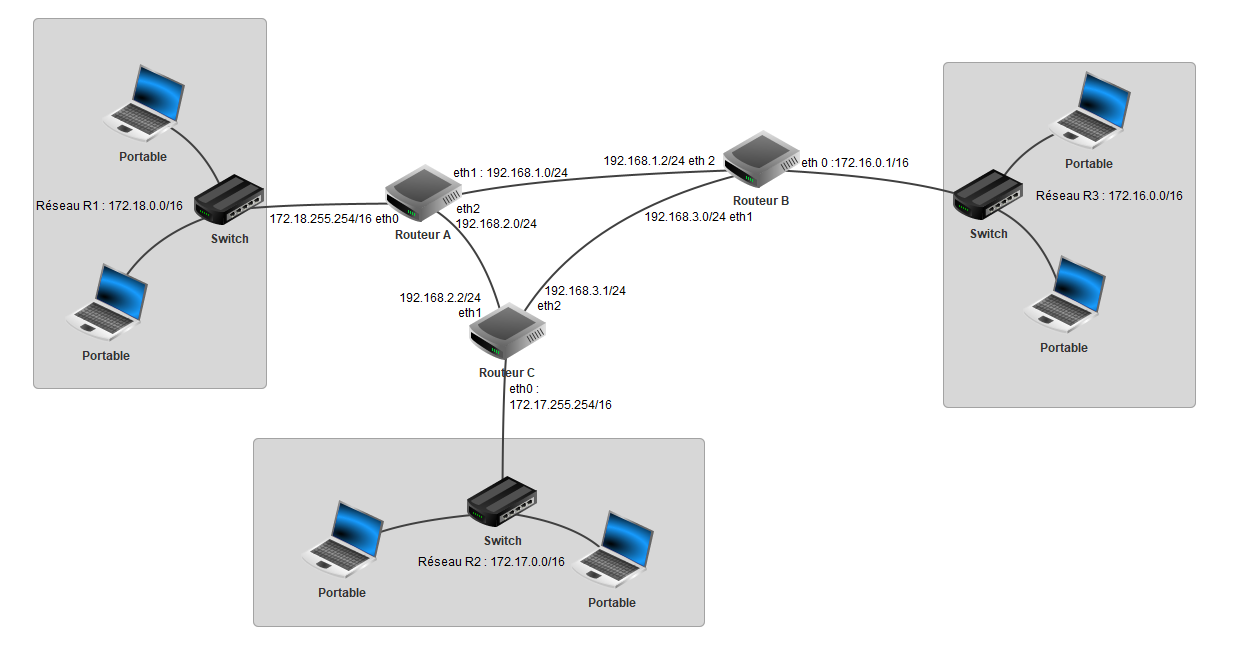 Portable
Réseau R1 : 172.18.0.0/16
Switch
Portable
172.18.255.254/16 eth0
eth1 : 192.168.1.0/24
eth2
192.168.2.0/24
Routeur A
192.168.1.2/24 eth 2
eth 0 :172.16.0.1/16
Routeur B
192.168.3.0/24 eth1
Portable
Réseau R3 : 172.16.0.0/16
Switch
Portable
192.168.2.2/24
eth1
192.168.3.1/24
eth2
Routeur C
eth0 :
172.17.255.254/16
Switch
Réseau R2 : 172.17.0.0/16
Portable
Portable